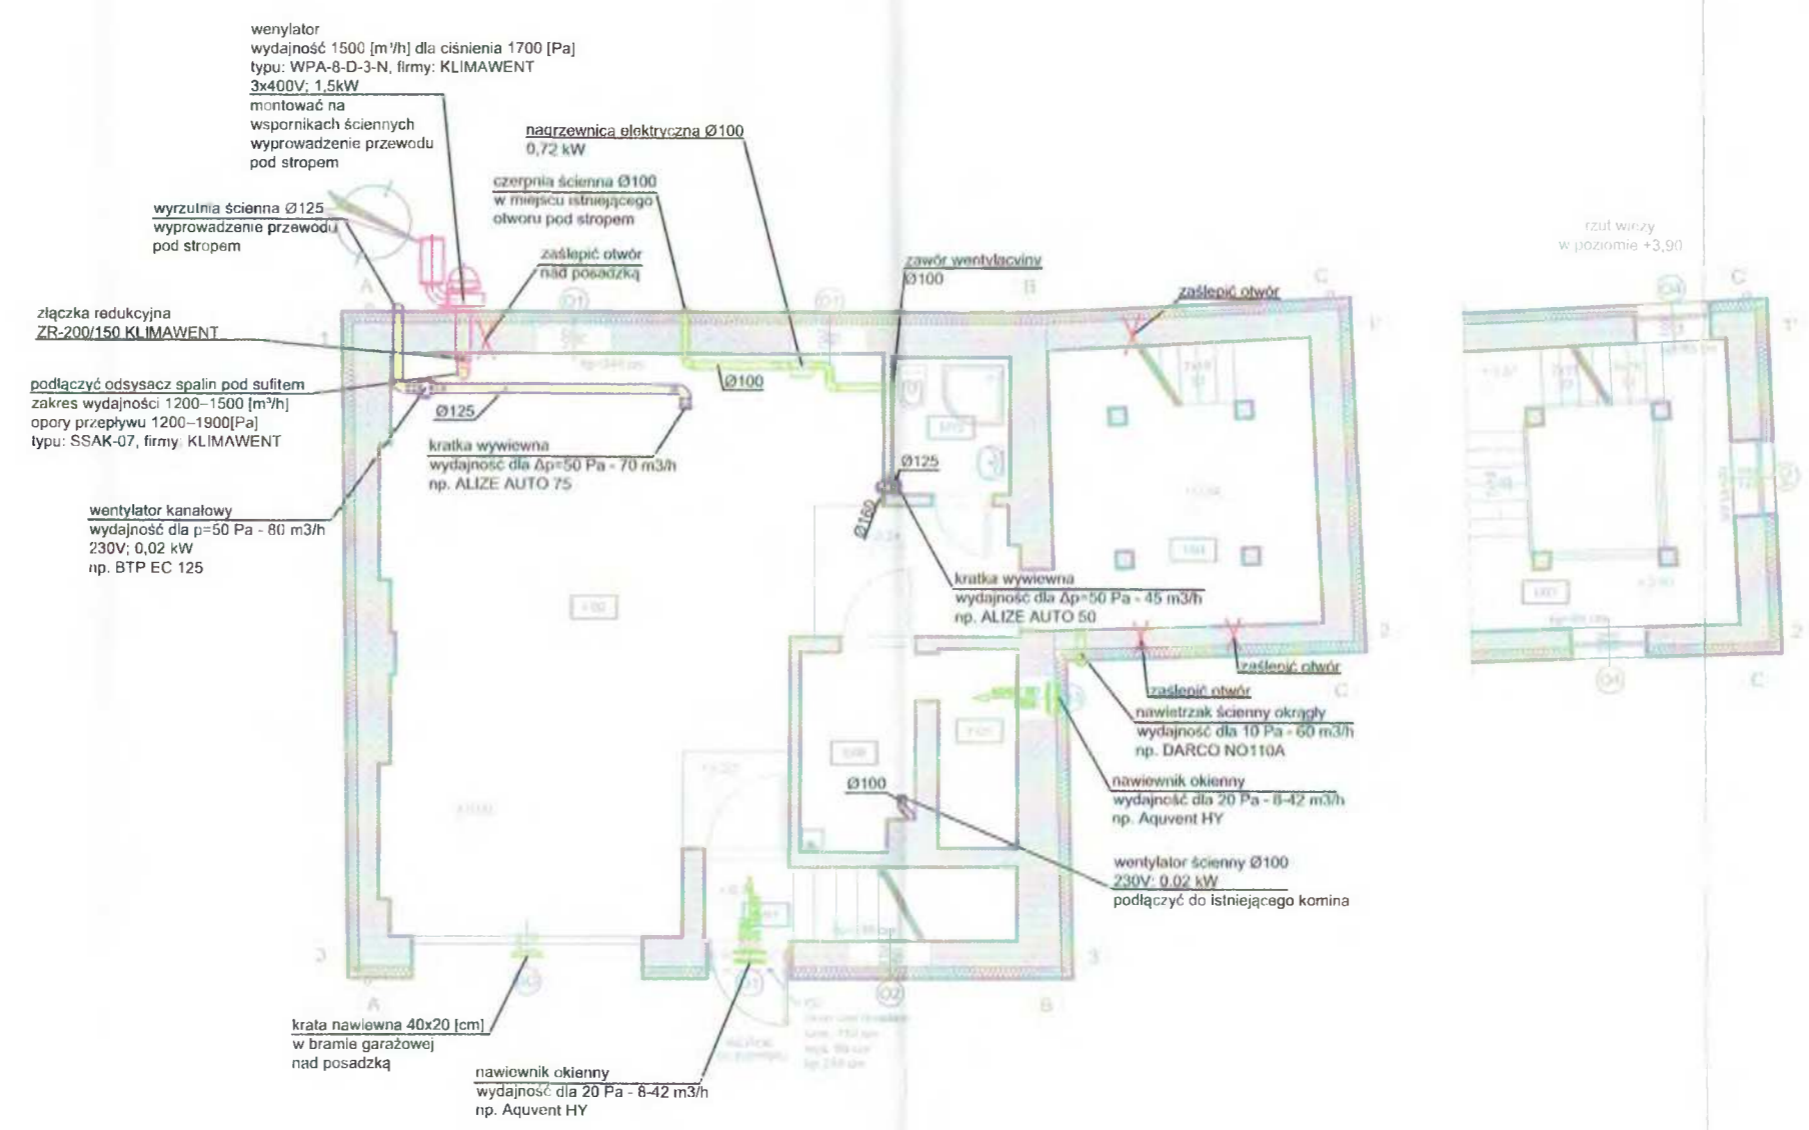 wenylator
wydajność 1500 [m³/h] dla ciśnienia 1700 [Pa]
typu: WPA-8-D-3-N, firmy: KLIMAWENT
3x400V; 1,5kW
montować na
wspornikach ściennych
wyprowadzenie przewodu
pod stropem
nagrzewnica elektryczna Ø100
0,72 kW
czerpnia ścienna Ø100
w miejscu istniejącego
otworu pod stropem
wyrzutnia ścienna Ø125
wyprowadzenie przewodu
pod stropem
zaślepić otwór
nad posadzką
zawór wentylacyjny
Ø100
rzut wieży
w poziomie +3,90
zaślepić otwór
A
B
C
C
złączka redukcyjna
ZR-200/150 KLIMAWENT
1
podłączyć odsysacz spalin pod sufitem
zakres wydajności 1200–1500 [m³/h]
opory przepływu 1200–1900[Pa]
typu: SSAK-07, firmy: KLIMAWENT
Ø100
Ø125
kratka wywiewna
wydajność dla Δp=50 Pa - 70 m3/h
np. ALIZE AUTO 75
Ø125
Ø160
wentylator kanałowy
wydajność dla p=50 Pa - 80 m3/h
230V; 0,02 kW
np. BTP EC 125
kratka wywiewna
wydajność dla Δp=50 Pa - 45 m3/h
np. ALIZE AUTO 50
2
2
zaślepić otwór
zaślepić otwór
C
C
nawietrzak ścienny okrągły
wydajność dla 10 Pa - 60 m3/h
np. DARCO NO110A
nawiewnik okienny
wydajność dla 20 Pa - 8-42 m3/h
np. Aquvent HY
Ø100
wentylator ścienny Ø100
230V; 0.02 kW
podłączyć do istniejącego komina
3
3
A
B
O2
krata nawiewna 40x20 [cm]
w bramie garażowej
nad posadzką
nawiewnik okienny
wydajność dla 20 Pa - 8-42 m3/h
np. Aquvent HY